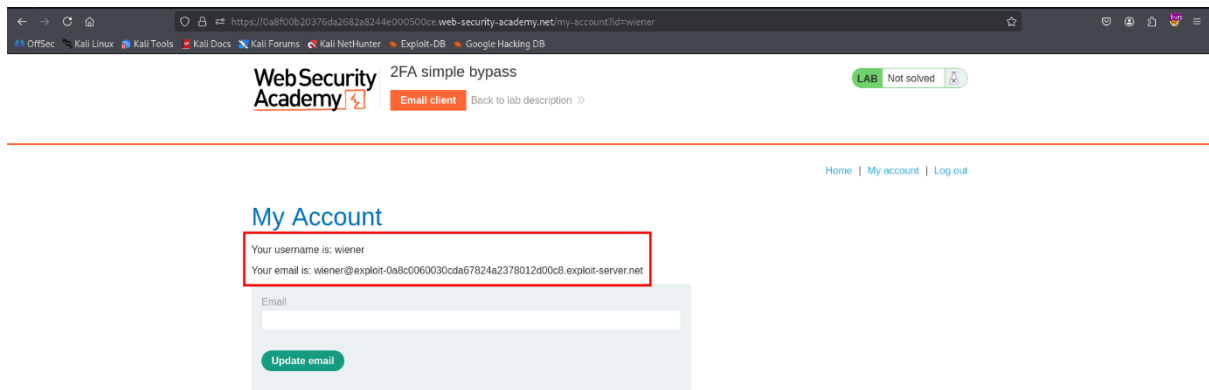 https://0a8f00b20376da2682a8244e000500ce.web-security-academy.net/my-account?id=wiener
OffSec Kali Linux Kali Tools Kali Docs Kali Forums Kali NetHunter Exploit-DB Google Hacking DB
WebSecurity
Academy
2FA simple bypass
Email client Back to lab description
LAB Not solved
Home | My account | Log out
My Account
Your username is: wiener
Your email is: wiener@exploit-0a8c0060030cda67824a2378012d00c8.exploit-server.net
Email
Update email